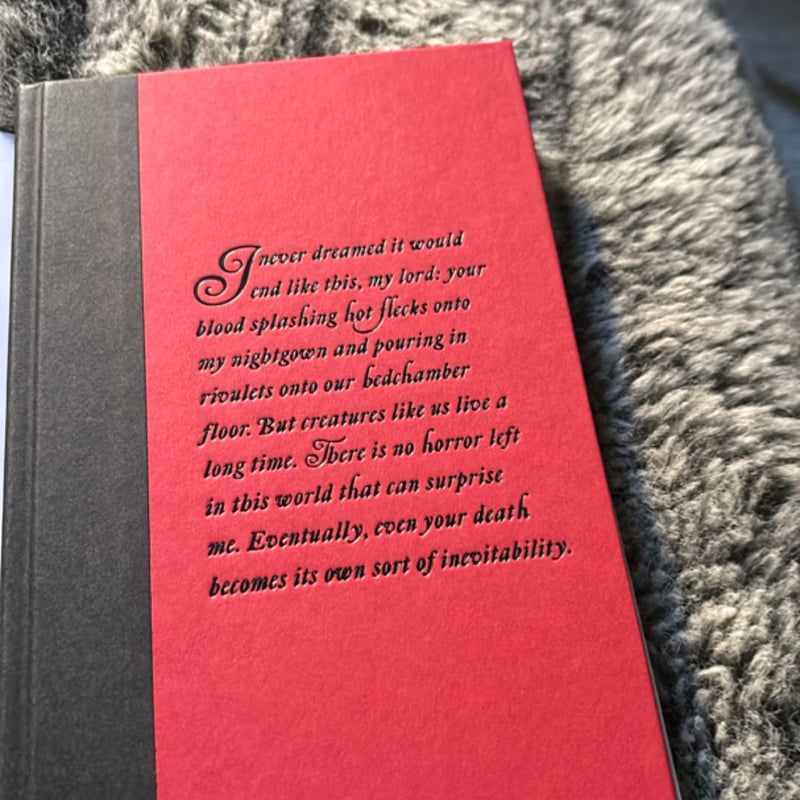 I never dreamed it would
end like this, my lord: your
blood splashing hot flecks onto
my nightgown and pouring in
rivulets onto our bedchamber
floor. But creatures like us live a
long time. There is no horror left
in this world that can surprise
me. Eventually, even your death
becomes its own sort of inevitability.